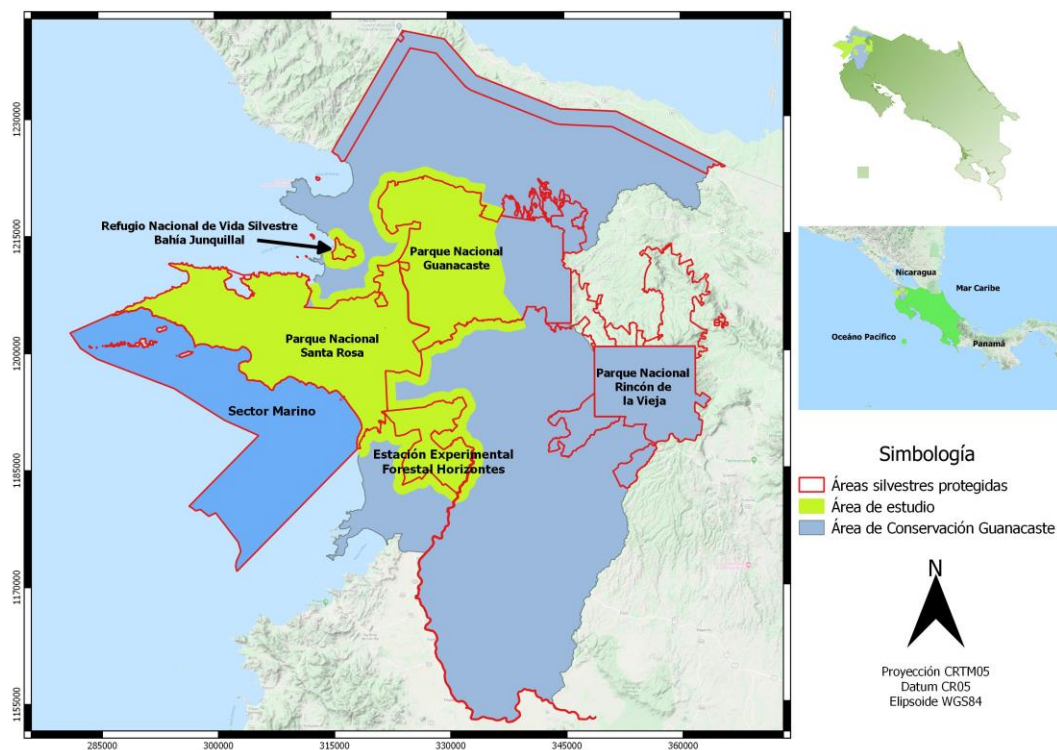 1230000
1215000
1200000
1185000
1170000
1155000
285000
300000
315000
330000
345000
360000
Refugio Nacional de Vida Silvestre
Bahía Junquillal
Parque Nacional
Guanacaste
Parque Nacional
Santa Rosa
Parque Nacional
Rincón de
la Vieja
Sector Marino
Estación Experimental
Forestal Horizontes
Nicaragua
Mar Caribe
Oceáno Pacífico
Panamá
Simbología
Áreas silvestres protegidas
Área de estudio
Área de Conservación Guanacaste
N
Proyección CRTM05
Datum CR05
Elipsoide WGS84